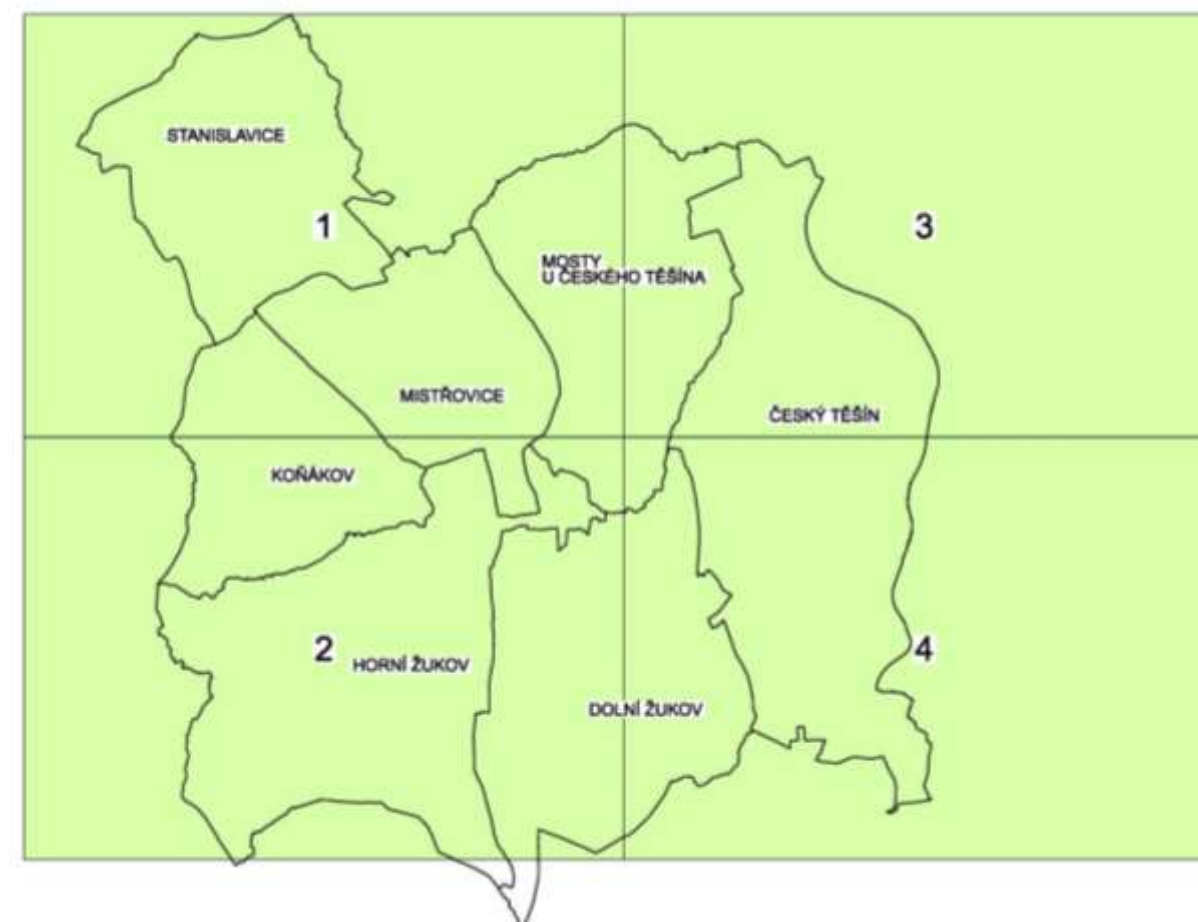 STANISLAVICE
1
3
MOSTY
U ČESKÉHO TĚŠÍNA
MISTŘOVICE
ČESKÝ TĚŠÍN
KOŇÁKOV
2
HORNÍ ŽUKOV
4
DOLNÍ ŽUKOV